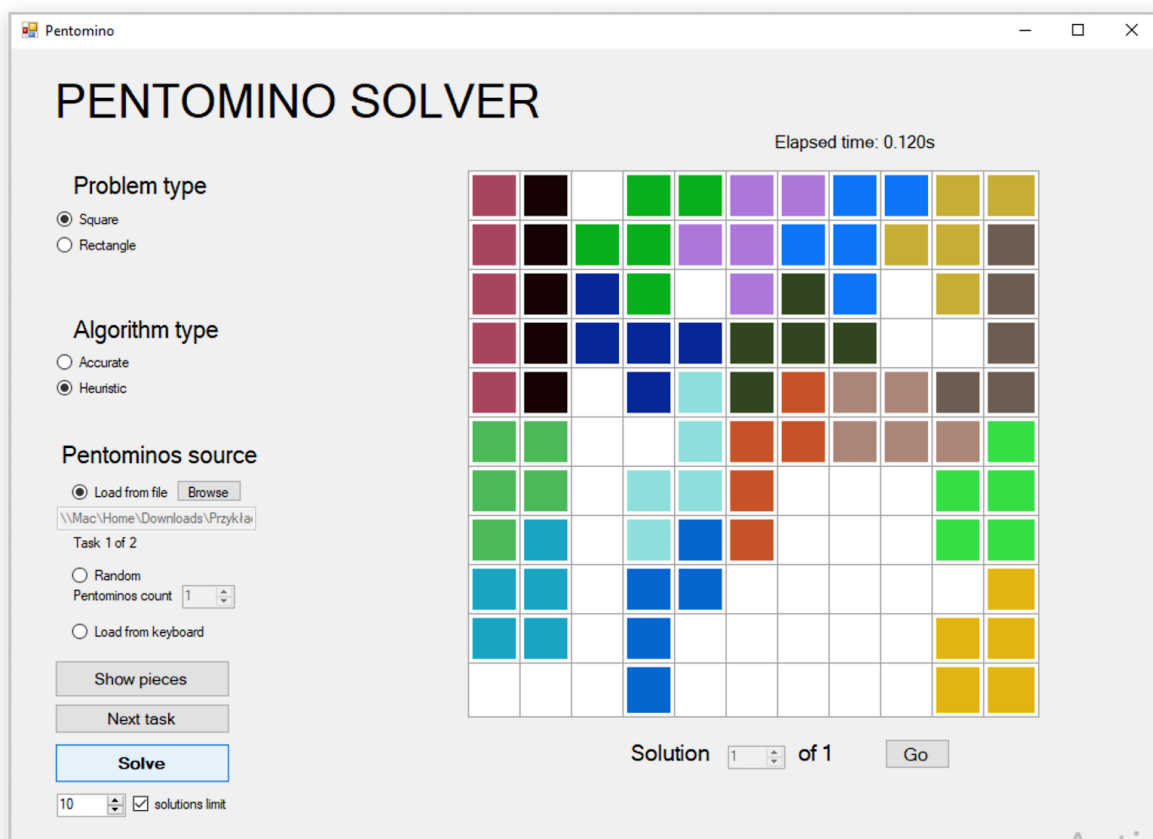 Pentomino
PENTOMINO SOLVER
Elapsed time: 0.120s
Problem type
Square
Rectangle
Algorithm type
Accurate
Heuristic
Pentominos source
Load from file
Browse
\\Mac\Home\Downloads\Przykła
Task 1 of 2
Random
Pentominos count
1
Load from keyboard
Show pieces
Next task
Solve
10
solutions limit
Solution
1
of 1
Go